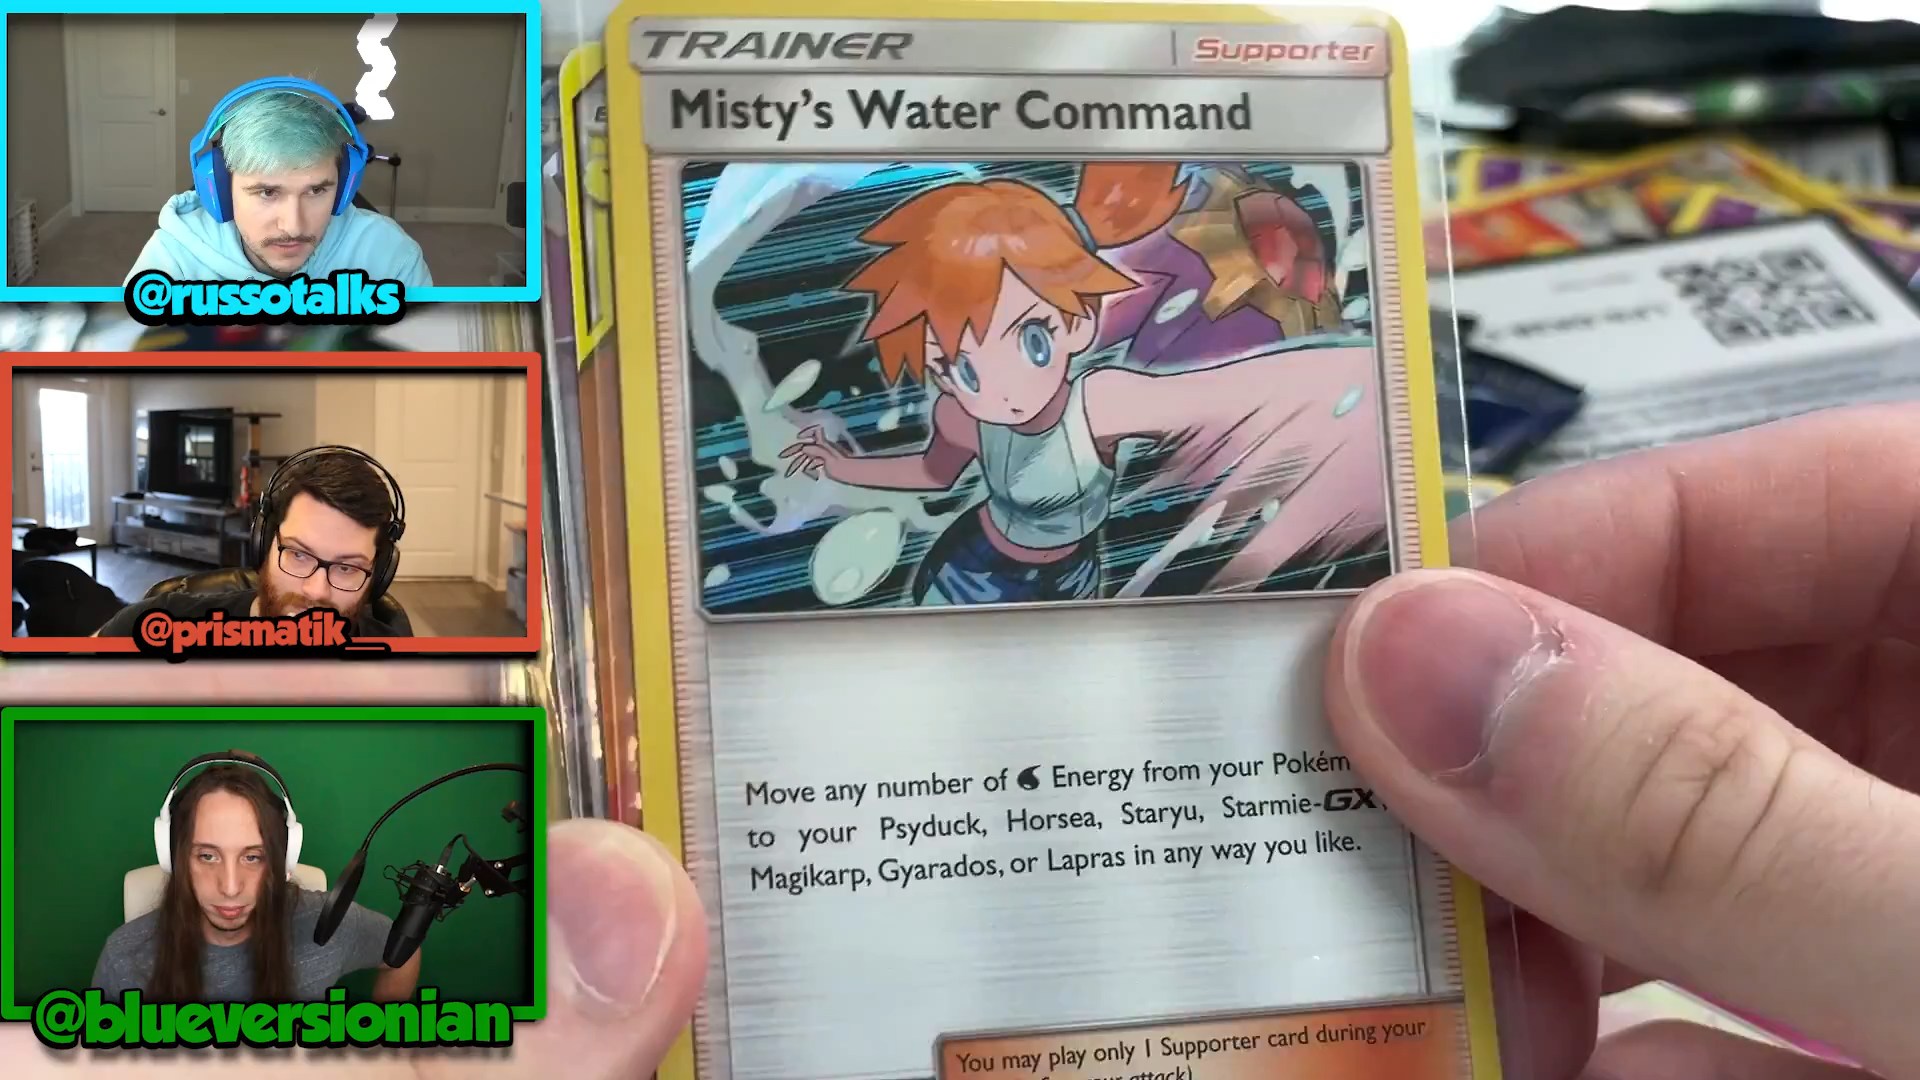 @russotalks
@prismatik__
@blueversionian
TRAINER Supporter
Misty's Water Command
Move any number of Energy from your Pokém
to your Psyduck, Horsea, Staryu, Starmie-GX,
Magikarp, Gyarados, or Lapras in any way you like.
You may play only 1 Supporter card during your
attack)